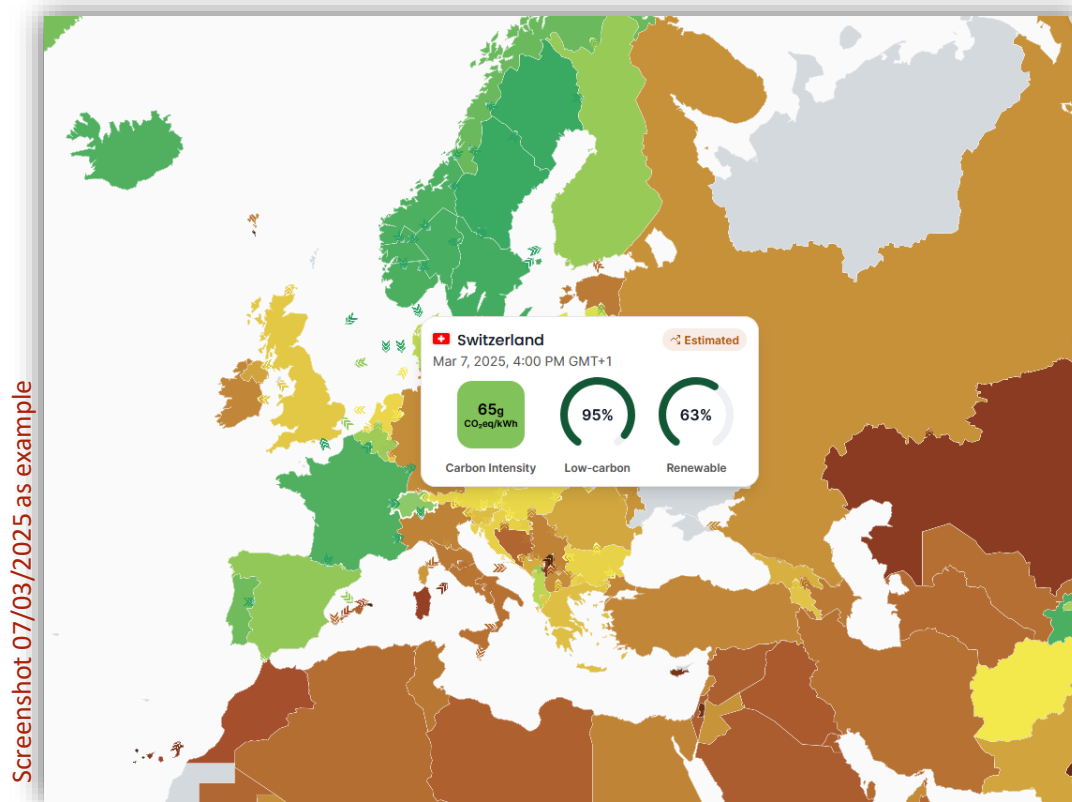 Screenshot 07/03/2025 as example
Switzerland
Estimated
Mar 7, 2025, 4:00 PM GMT+1
65g
CO₂eq/kWh
95%
63%
Carbon Intensity
Low-carbon
Renewable